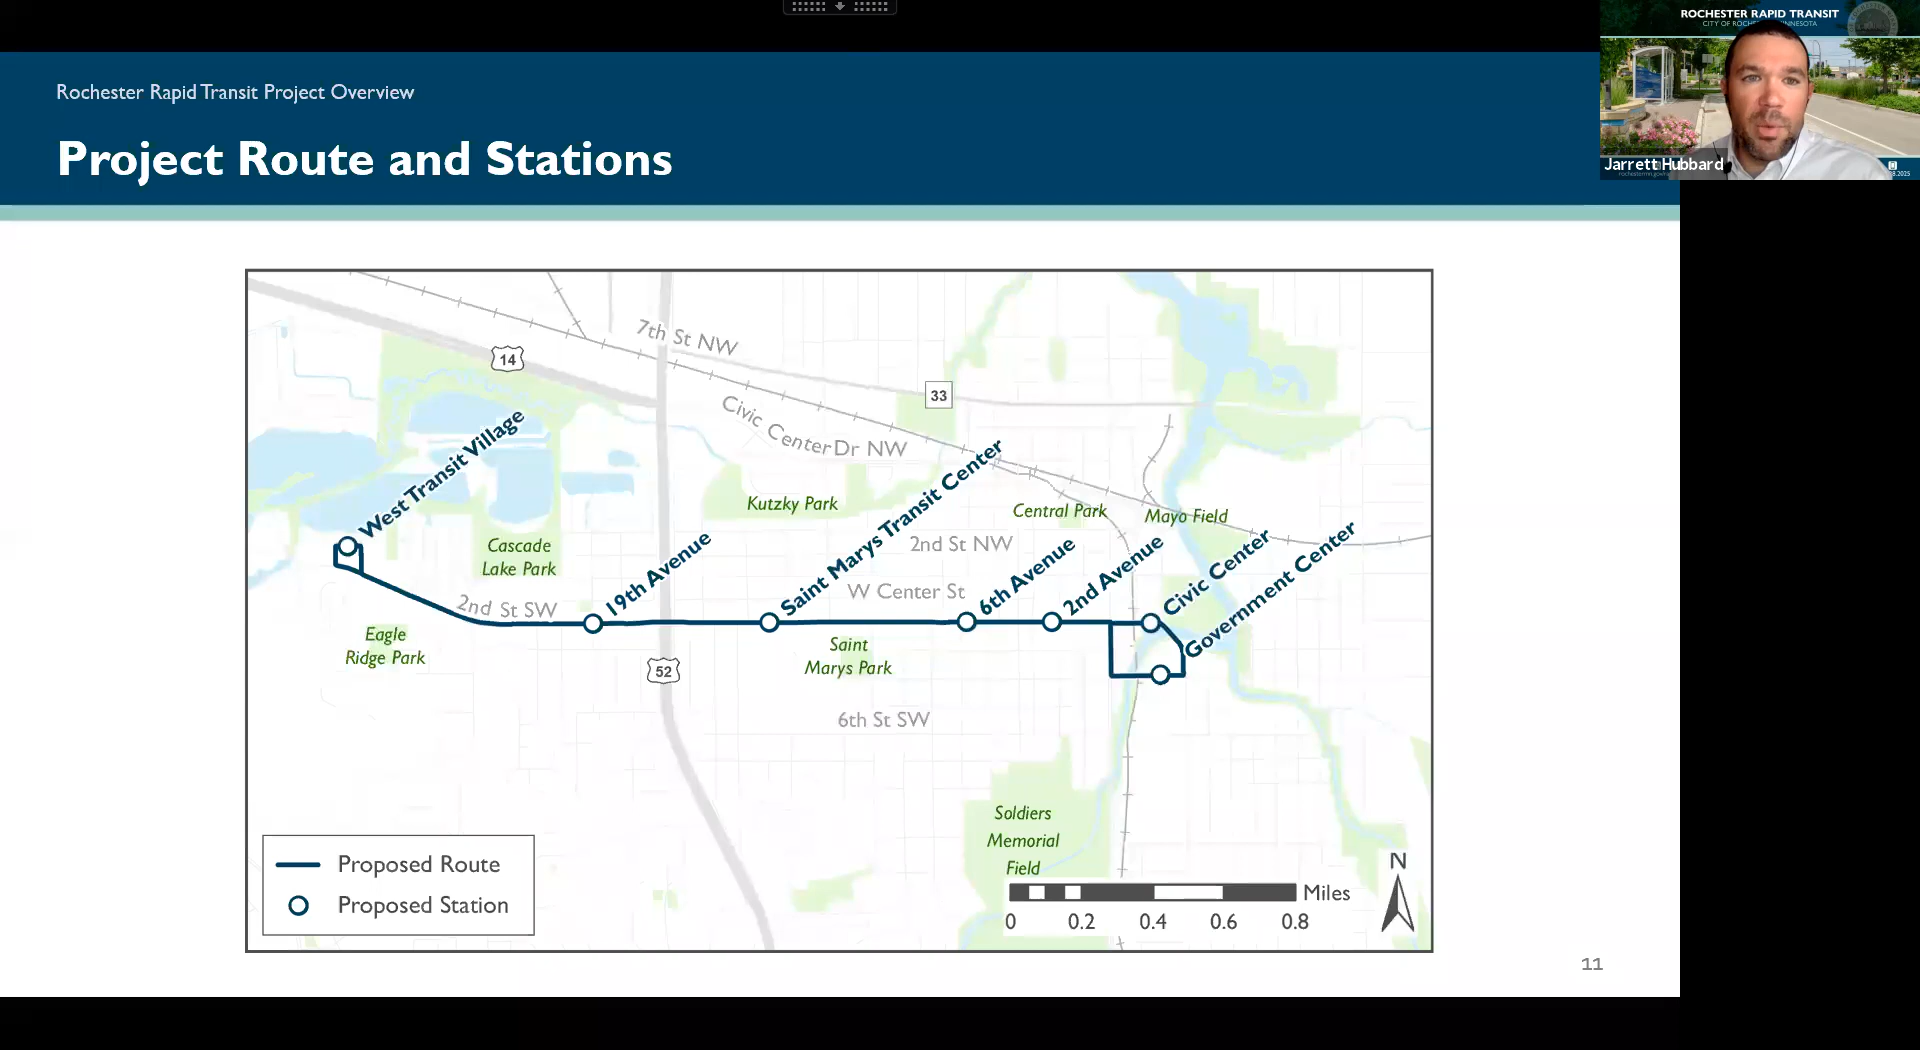 ROCHESTER RAPID TRANSIT
Jarrett Hubbard
Rochester Rapid Transit Project Overview
Project Route and Stations
7th St NW
14
33
Civic Center Dr NW
West Transit Village
Kutzky Park
Saint Marys Transit Center
Central Park
Mayo Field
Cascade
Lake Park
19th Avenue
2nd St NW
6th Avenue
2nd Avenue
Civic Center
Government Center
W Center St
2nd St SW
Eagle
Ridge Park
Saint
Marys Park
52
6th St SW
Soldiers
Memorial
Field
Proposed Route
Proposed Station
N
Miles
0 0.2 0.4 0.6 0.8
11